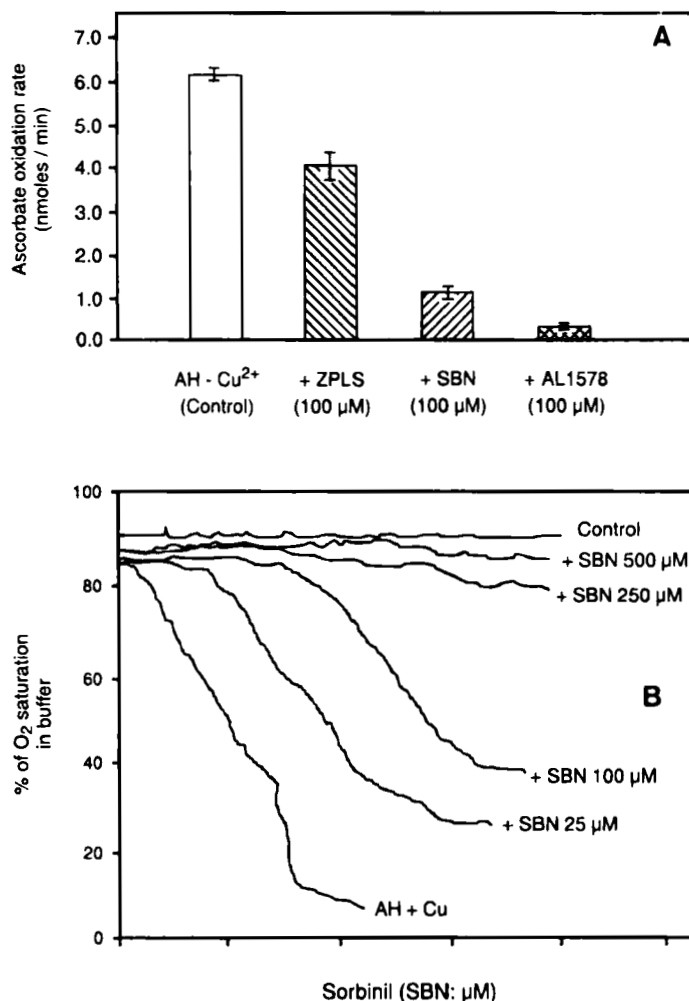 A
Ascorbate oxidation rate
(nmoles / min)
7.0
6.0
4.0
3.0
2.0
1.0
0.0
AH - Cu²⁺
(Control)
+ ZPLS
(100 µM)
+ SBN
(100 µM)
+ AL1578
(100 µM)
B
% of O₂ saturation
in buffer
100
80
60
40
20
0
Control
+ SBN 500 µM
+ SBN 250 µM
+ SBN 100 µM
+ SBN 25 µM
AH + Cu
Sorbinil (SBN: µM)